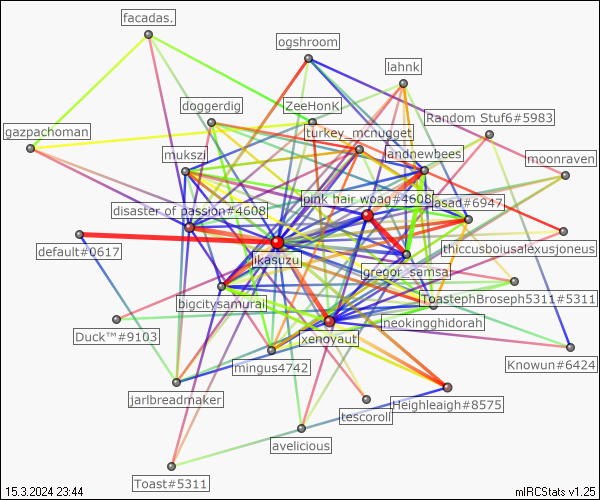 facadas.
ogshroom
lahnk
doggerdig
ZeeHonK
Random Stuf6#5983
gazpachoman
turkey_mcnugget
mukszi
andnewbees
moonraven
pink hair woag#4608
asad#6947
disaster of passion#4608
default#0617
thiccusboiusalexusjoneus
ikasuzu
gregor_samsa
bigcitysamurai
ToastephBroseph5311#5311
neokingghidorah
Duck™#9103
xenoyaut
mingus4742
Knowun#6424
jarlbreadmaker
Heighleaigh#8575
tescoroll
avelicious
Toast#5311
15.3.2024 23:44
mIRCStats v1.25